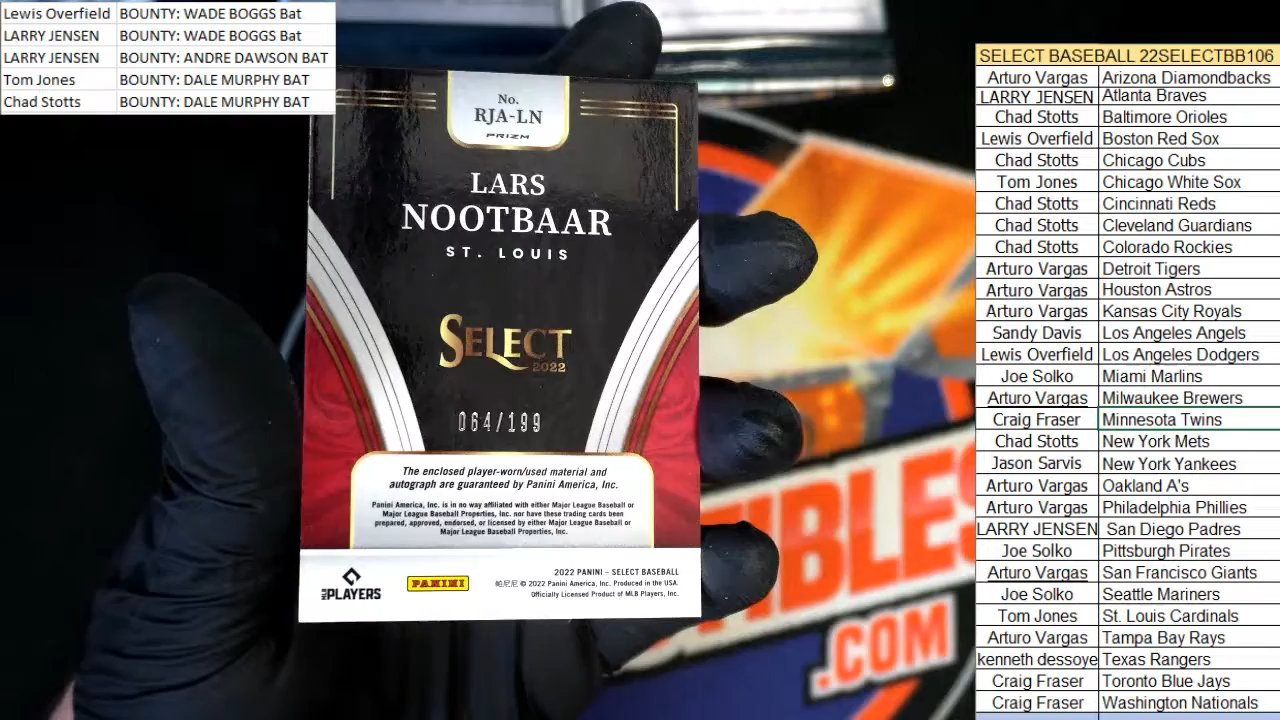 Lewis Overfield BOUNTY: WADE BOGGS Bat
LARRY JENSEN BOUNTY: WADE BOGGS Bat
LARRY JENSEN BOUNTY: ANDRE DAWSON BAT
Tom Jones BOUNTY: DALE MURPHY BAT
Chad Stotts BOUNTY: DALE MURPHY BAT
No.
RJA-LN
PRIZM
LARS
NOOTBAAR
ST. LOUIS
SELECT
2022
064/199
The enclosed player-worn/used material and
autograph are guaranteed by Panini America, Inc.
Panini America, Inc. is in no way affiliated with either Major League Baseball or
Major League Baseball Properties, Inc. nor have these trading cards been
prepared, approved, endorsed, or licensed by either Major League Baseball or
Major League Baseball Properties, Inc.
MLB PLAYERS
PANINI
2022 PANINI – SELECT BASEBALL
帕尼尼 © 2022 Panini America, Inc. Produced in the USA.
Officially Licensed Product of MLB Players, Inc.
TIBLES
.COM
SELECT BASEBALL 22SELECTBB106
Arturo Vargas Arizona Diamondbacks
LARRY JENSEN Atlanta Braves
Chad Stotts Baltimore Orioles
Lewis Overfield Boston Red Sox
Chad Stotts Chicago Cubs
Tom Jones Chicago White Sox
Chad Stotts Cincinnati Reds
Chad Stotts Cleveland Guardians
Chad Stotts Colorado Rockies
Arturo Vargas Detroit Tigers
Arturo Vargas Houston Astros
Arturo Vargas Kansas City Royals
Sandy Davis Los Angeles Angels
Lewis Overfield Los Angeles Dodgers
Joe Solko Miami Marlins
Arturo Vargas Milwaukee Brewers
Craig Fraser Minnesota Twins
Chad Stotts New York Mets
Jason Sarvis New York Yankees
Arturo Vargas Oakland A's
Arturo Vargas Philadelphia Phillies
LARRY JENSEN San Diego Padres
Joe Solko Pittsburgh Pirates
Arturo Vargas San Francisco Giants
Joe Solko Seattle Mariners
Tom Jones St. Louis Cardinals
Arturo Vargas Tampa Bay Rays
kenneth dessoye Texas Rangers
Craig Fraser Toronto Blue Jays
Craig Fraser Washington Nationals